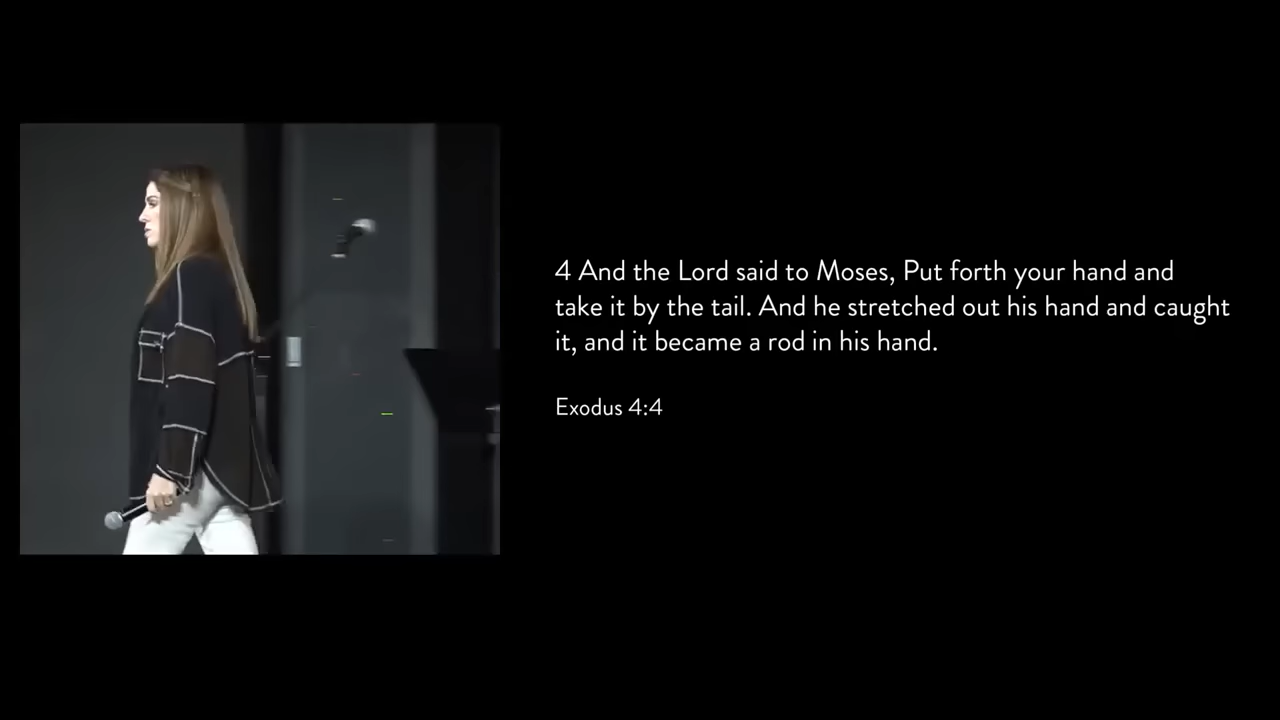 4 And the Lord said to Moses, Put forth your hand and
take it by the tail. And he stretched out his hand and caught
it, and it became a rod in his hand.
Exodus 4:4